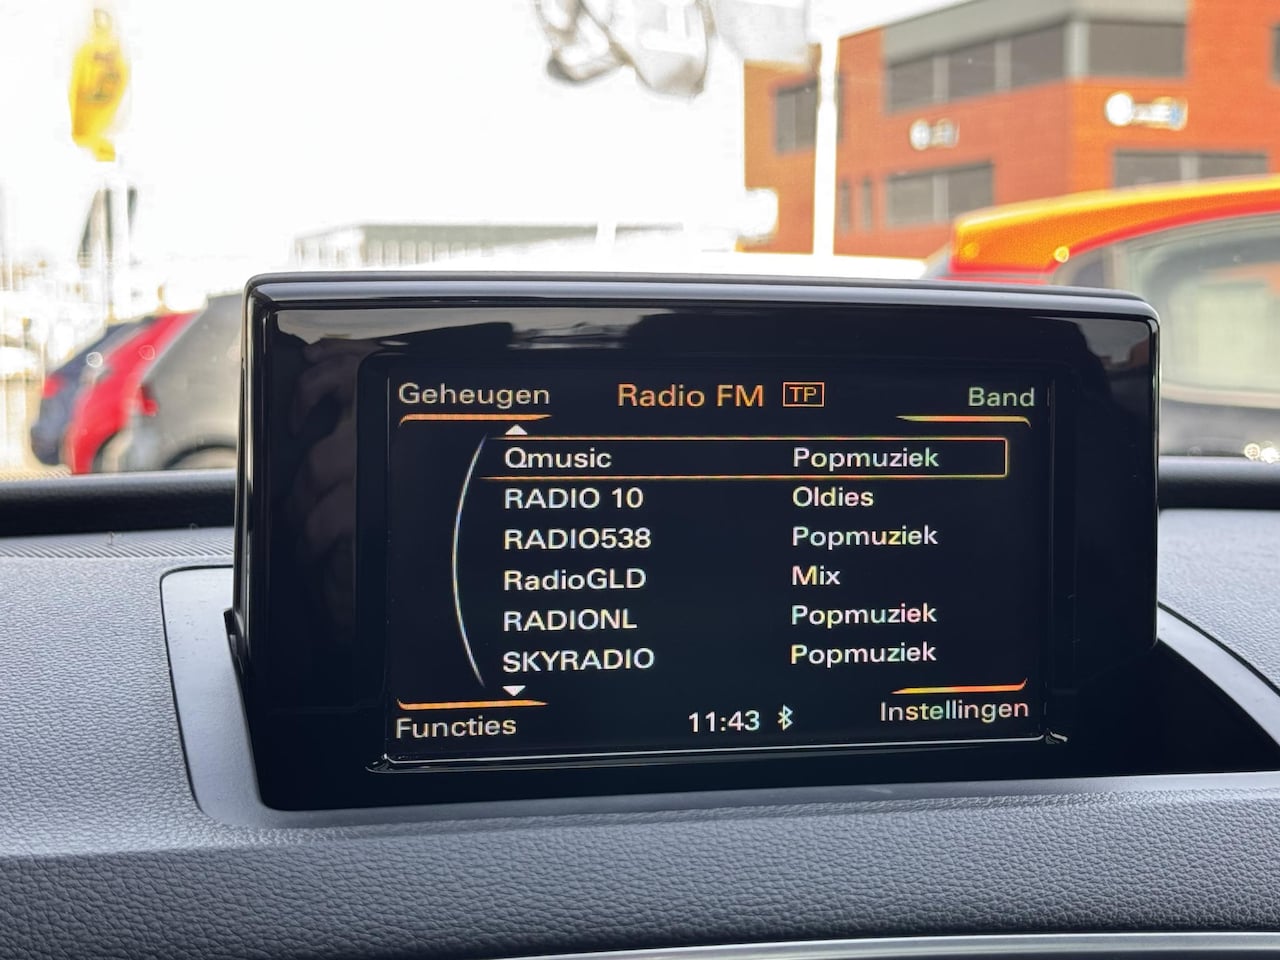 Geheugen Radio FM TP Band
Qmusic Popmuziek
RADIO 10 Oldies
RADIO538 Popmuziek
RadioGLD Mix
RADIONL Popmuziek
SKYRADIO Popmuziek
Functies 11:43 Instellingen